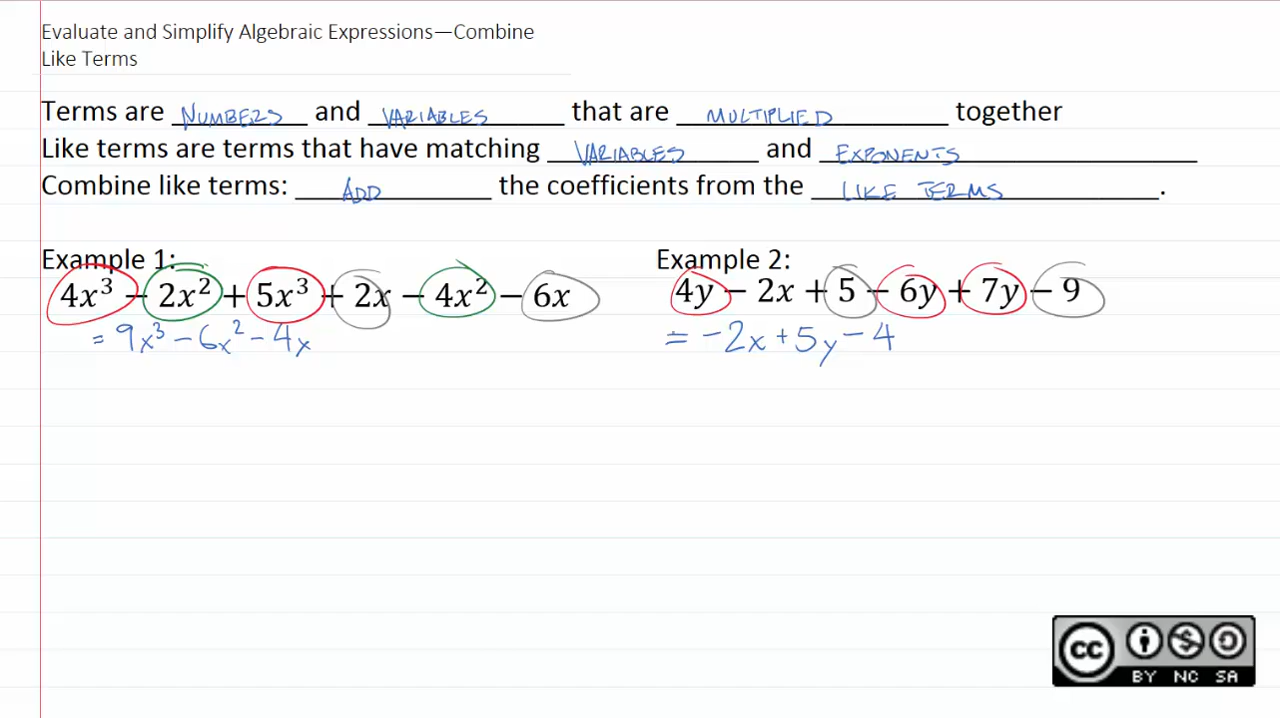 Evaluate and Simplify Algebraic Expressions—Combine
Like Terms
Terms are NUMBERS and VARIABLES that are MULTIPLIED together
Like terms are terms that have matching VARIABLES and EXPONENTS
Combine like terms: ADD the coefficients from the LIKE TERMS.
Example 1:
4x³ − 2x² + 5x³ + 2x − 4x² − 6x
= 9x³ − 6x² − 4x
Example 2:
4y − 2x + 5 − 6y + 7y − 9
= −2x + 5y − 4
cc
BY NC SA